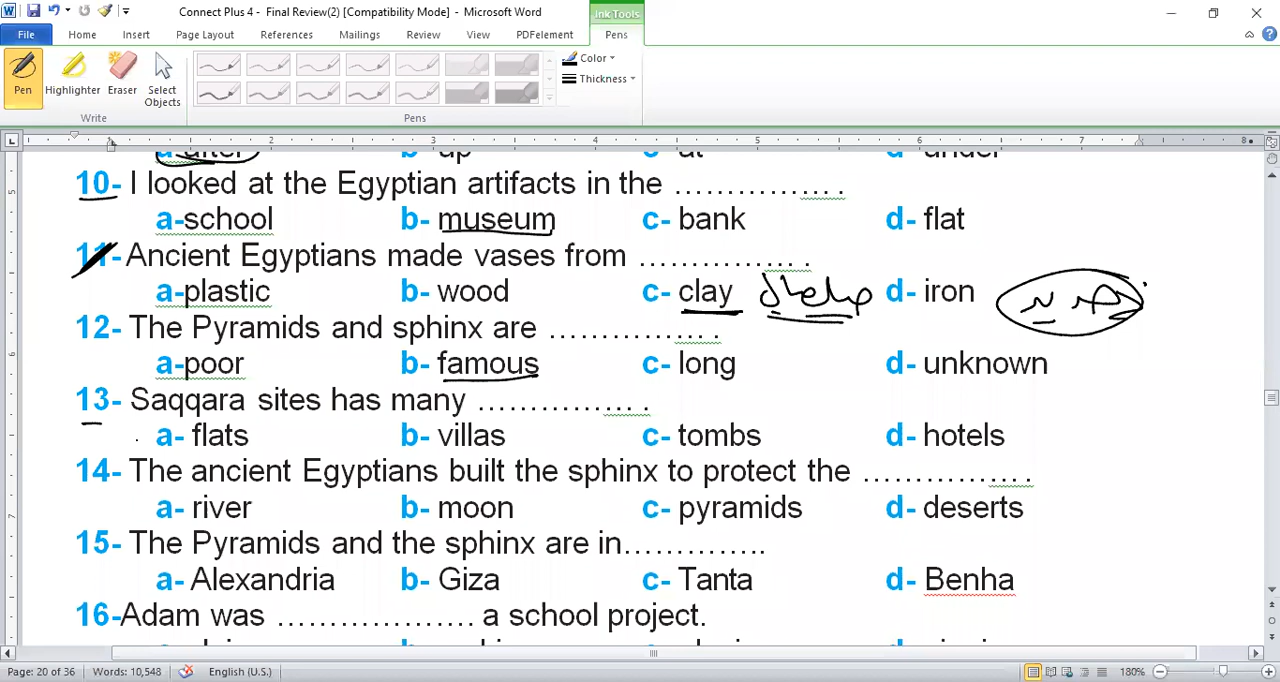 Connect Plus 4 - Final Review(2) [Compatibility Mode] - Microsoft Word
Ink Tools
File Home Insert Page Layout References Mailings Review View PDFelement Pens
Pen Highlighter Eraser Select Objects
Color
Thickness
Write
Pens
a-after b- up c- at d- under
10- I looked at the Egyptian artifacts in the ………………… .
a-school b- museum c- bank d- flat
11- Ancient Egyptians made vases from ………………… .
a-plastic b- wood c- clay d- iron
12- The Pyramids and sphinx are ………………… .
a-poor b- famous c- long d- unknown
13- Saqqara sites has many ………………… .
a- flats b- villas c- tombs d- hotels
14- The ancient Egyptians built the sphinx to protect the ………………… .
a- river b- moon c- pyramids d- deserts
15- The Pyramids and the sphinx are in…………..
a- Alexandria b- Giza c- Tanta d- Benha
16-Adam was ………………… a school project.
Page: 20 of 36 Words: 10,548 English (U.S.) 180%